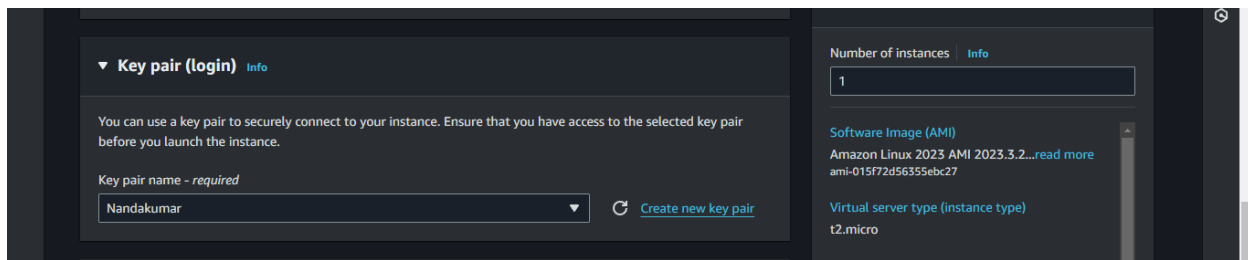 Key pair (login) Info
You can use a key pair to securely connect to your instance. Ensure that you have access to the selected key pair
before you launch the instance.
Key pair name - required
Nandakumar
Create new key pair
Number of instances Info
1
Software Image (AMI)
Amazon Linux 2023 AMI 2023.3.2...read more
ami-015f72d56355ebc27
Virtual server type (instance type)
t2.micro